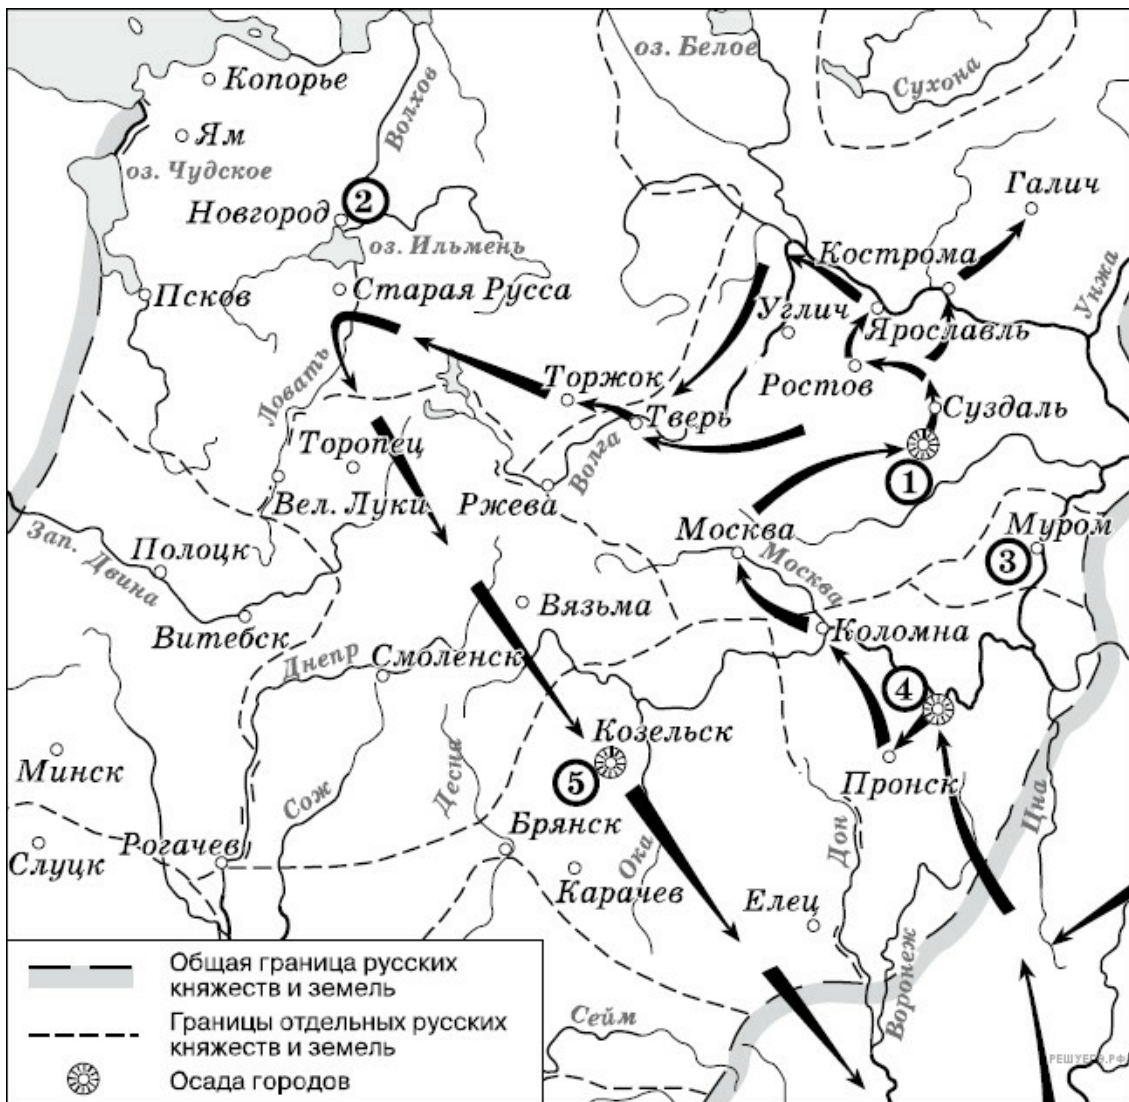 оз. Белое
Сухона
Копорье
Волхов
Ям
оз. Чудское
Галич
Новгород
2
оз. Ильмень
Кострома
Унжа
Псков
Старая Русса
Углич
Ярославль
Ловать
Торжок
Ростов
Тверь
Суздаль
Торопец
Волга
1
Вел. Луки
Ржева
Москва
Муром
Зап. Двина
Полоцк
Москва
3
Витебск
Вязьма
Коломна
Днепр
Смоленск
4
Козельск
Минск
Сож
Десна
5
Пронск
Цна
Слуцк
Рогачев
Брянск
Ока
Дон
Карачев
Елец
Воронеж
Сейм
Общая граница русских
княжеств и земель
Границы отдельных русских
княжеств и земель
Осада городов
РЕШУЕГЭ.РФ